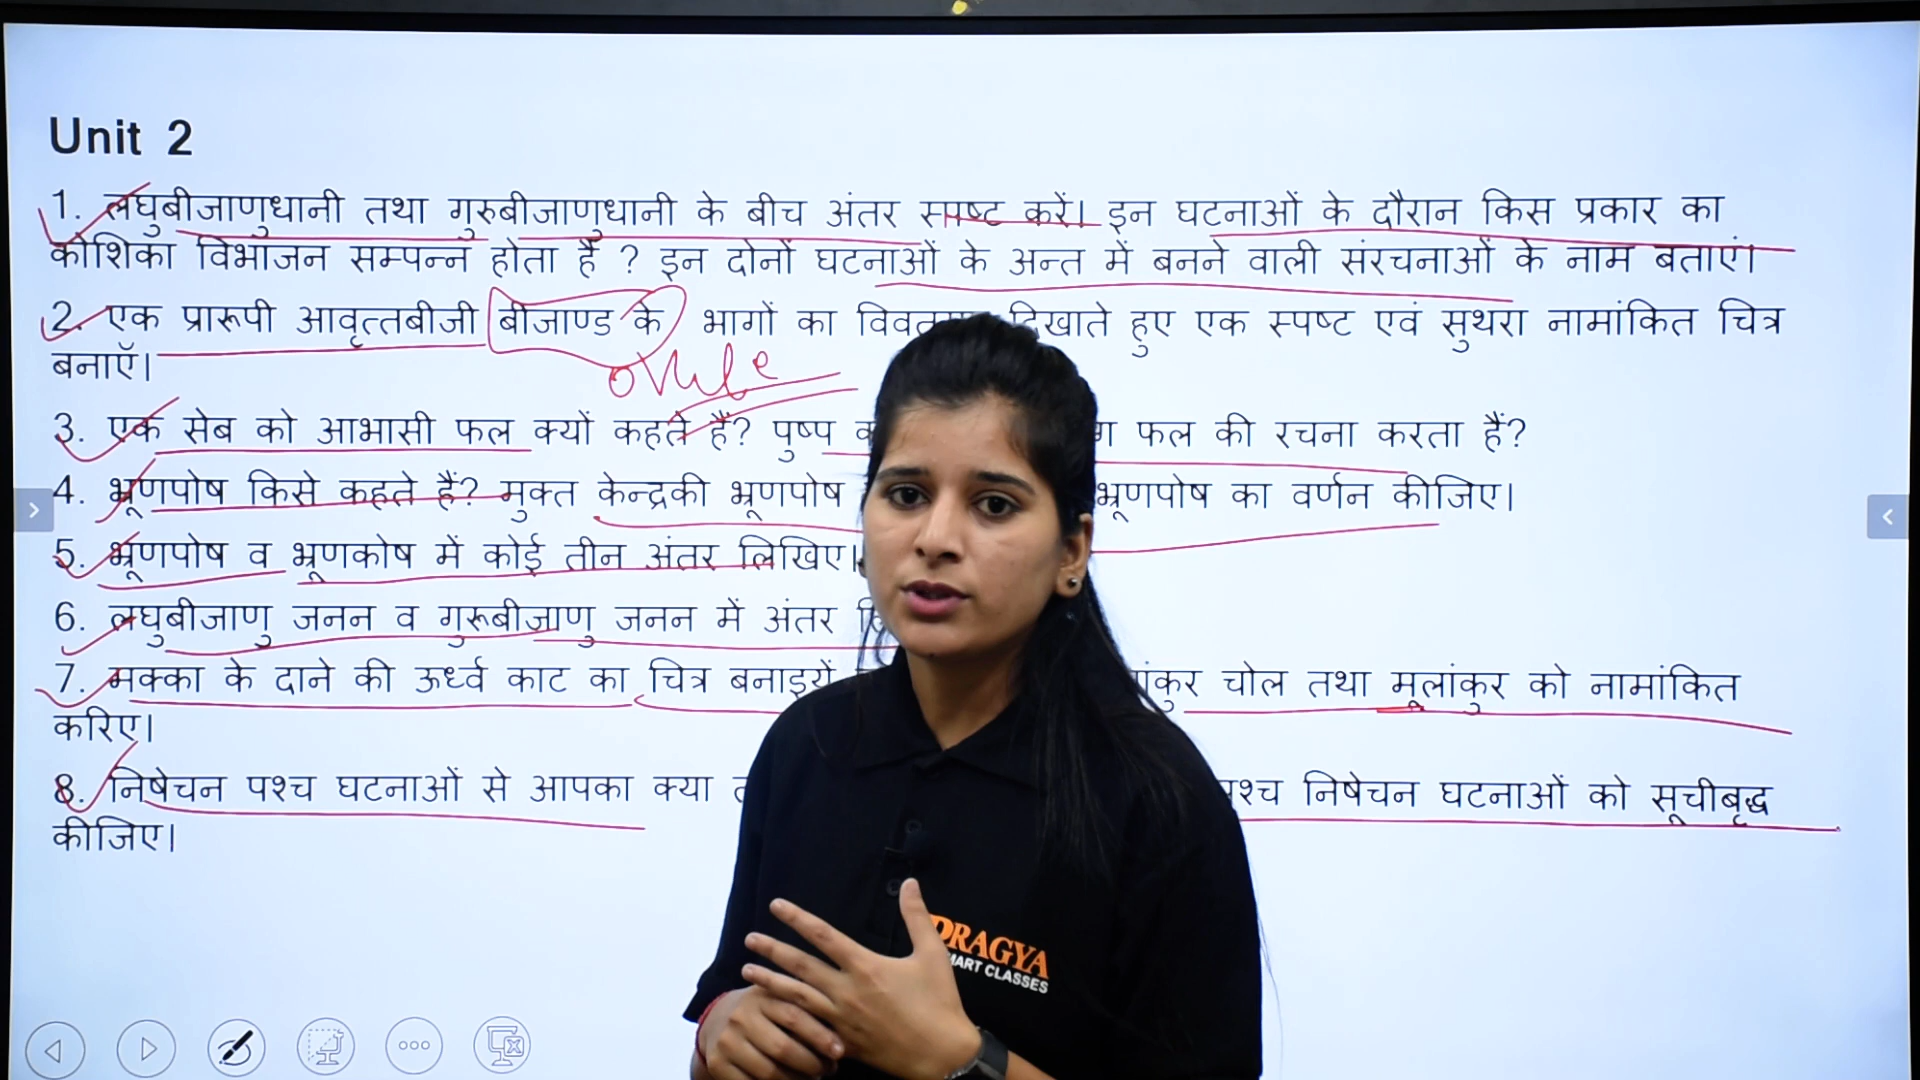 Unit 2
1. लघुबीजाणुधानी तथा गुरुबीजाणुधानी के बीच अंतर स्पष्ट करें। इन घटनाओं के दौरान किस प्रकार का
कोशिका विभाजन सम्पन्न होता है ? इन दोनों घटनाओं के अन्त में बनने वाली संरचनाओं के नाम बताएं।
2. एक प्रारूपी आवृत्तबीजी बीजाण्ड के भागों का दिखाते हुए एक स्पष्ट एवं सुथरा नामांकित चित्र
बनाऍ।
ovule
3. एक सेब को आभासी फल क्यों कहते हैं? पुष्प फल की रचना करता हैं?
4. भ्रूणपोष किसे कहते हैं? मुक्त केन्द्रकी भ्रूणपोष भ्रूणपोष का वर्णन कीजिए।
5. भ्रूणपोष व भ्रूणकोष में कोई तीन अंतर लिखिए।
6. लघुबीजाणु जनन व गुरूबीजाणु जनन में अंतर
7. मक्का के दाने की ऊर्ध्व काट का चित्र बनाइयें चोल तथा मूलांकुर को नामांकित
करिए।
8. निषेचन पश्च घटनाओं से आपका क्या निषेचन घटनाओं को सूचीबृद्ध
कीजिए।
PRAGYA
SMART CLASSES